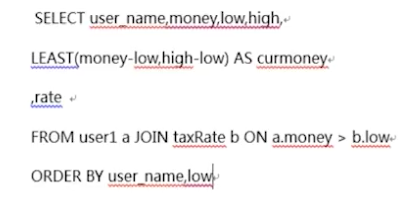 SELECT user_name,money,low,high,
LEAST(money-low,high-low) AS curmoney
,rate
FROM user1 a JOIN taxRate b ON a.money > b.low
ORDER BY user_name,low